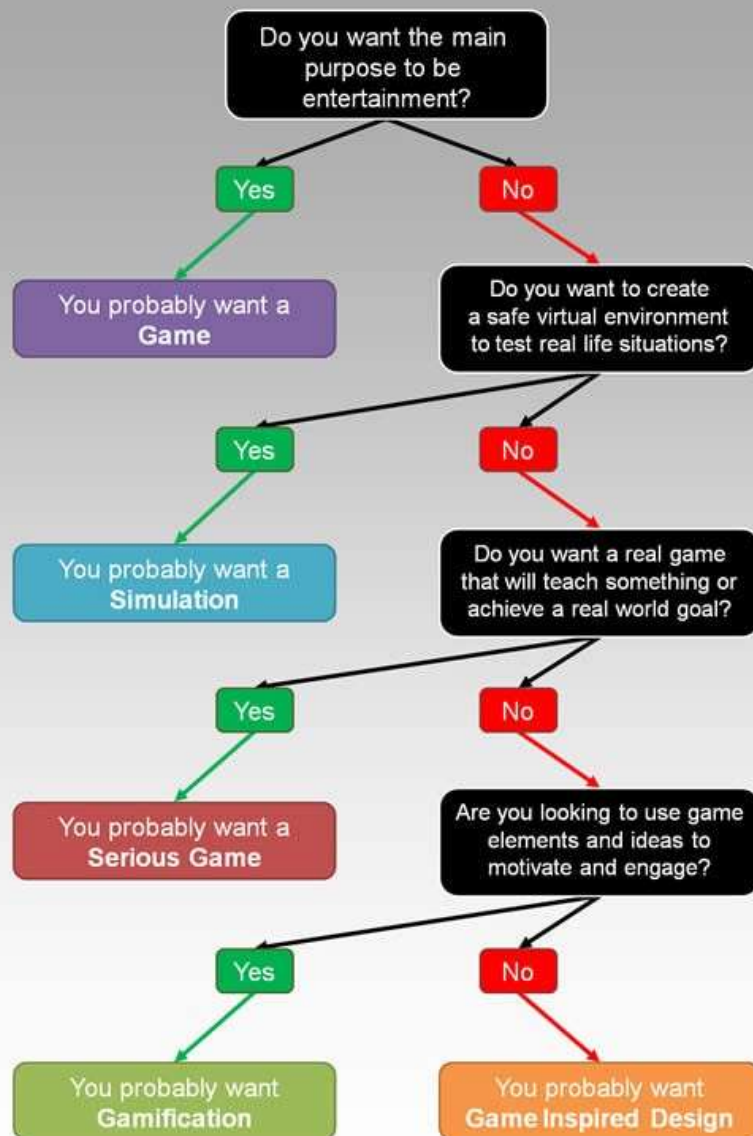 Do you want the main
purpose to be
entertainment?
Yes
No
You probably want a
Game
Do you want to create
a safe virtual environment
to test real life situations?
Yes
No
You probably want a
Simulation
Do you want a real game
that will teach something or
achieve a real world goal?
Yes
No
You probably want a
Serious Game
Are you looking to use game
elements and ideas to
motivate and engage?
Yes
No
You probably want
Gamification
You probably want
Game Inspired Design